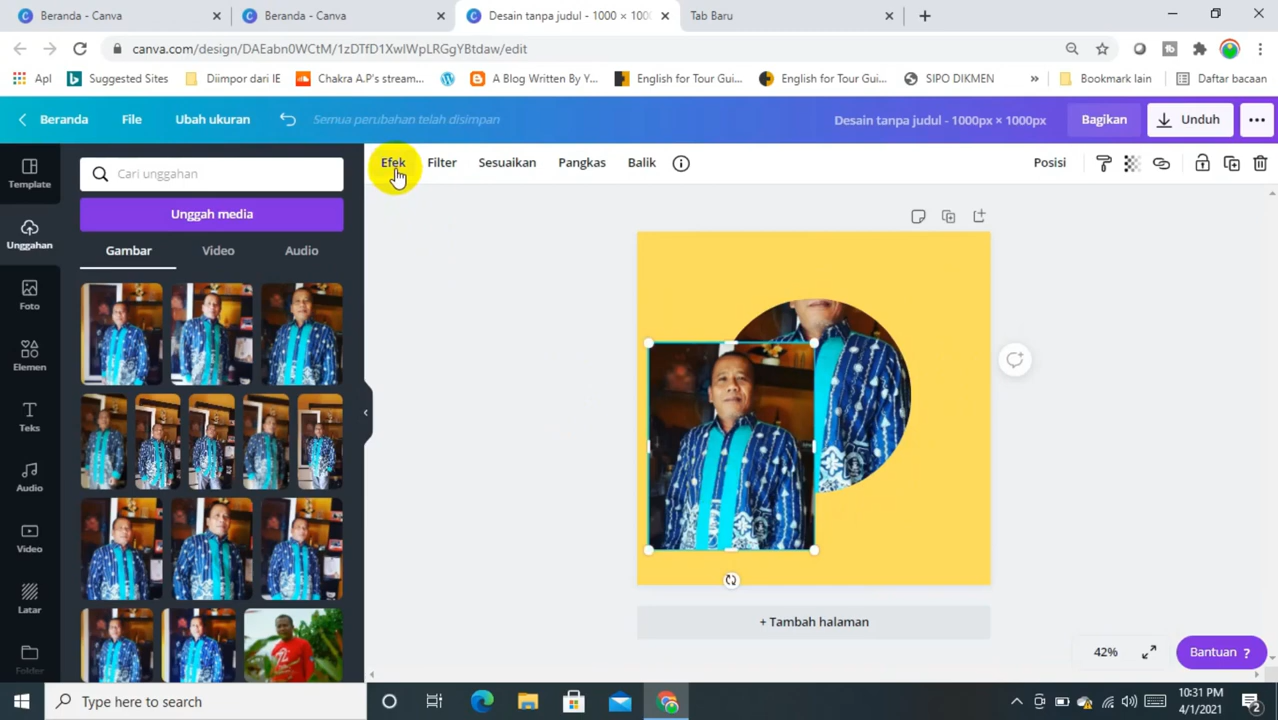 Beranda - Canva
Beranda - Canva
Desain tanpa judul - 1000 × 100
Tab Baru
canva.com/design/DAEabn0WCtM/1zDTfD1XwIWpLRGgYBtdaw/edit
Apl
Suggested Sites
Diimpor dari IE
Chakra A.P's stream...
A Blog Written By Y...
English for Tour Gui...
English for Tour Gui...
SIPO DIKMEN
»
Bookmark lain
Daftar bacaan
Beranda
File
Ubah ukuran
Semua perubahan telah disimpan
Desain tanpa judul - 1000px × 1000px
Bagikan
Unduh
Template
Unggahan
Foto
Elemen
Teks
Audio
Video
Latar
Folder
Cari unggahan
Unggah media
Gambar
Video
Audio
Efek
Filter
Sesuaikan
Pangkas
Balik
Posisi
+ Tambah halaman
42%
Bantuan ?
Type here to search
10:31 PM
4/1/2021
2